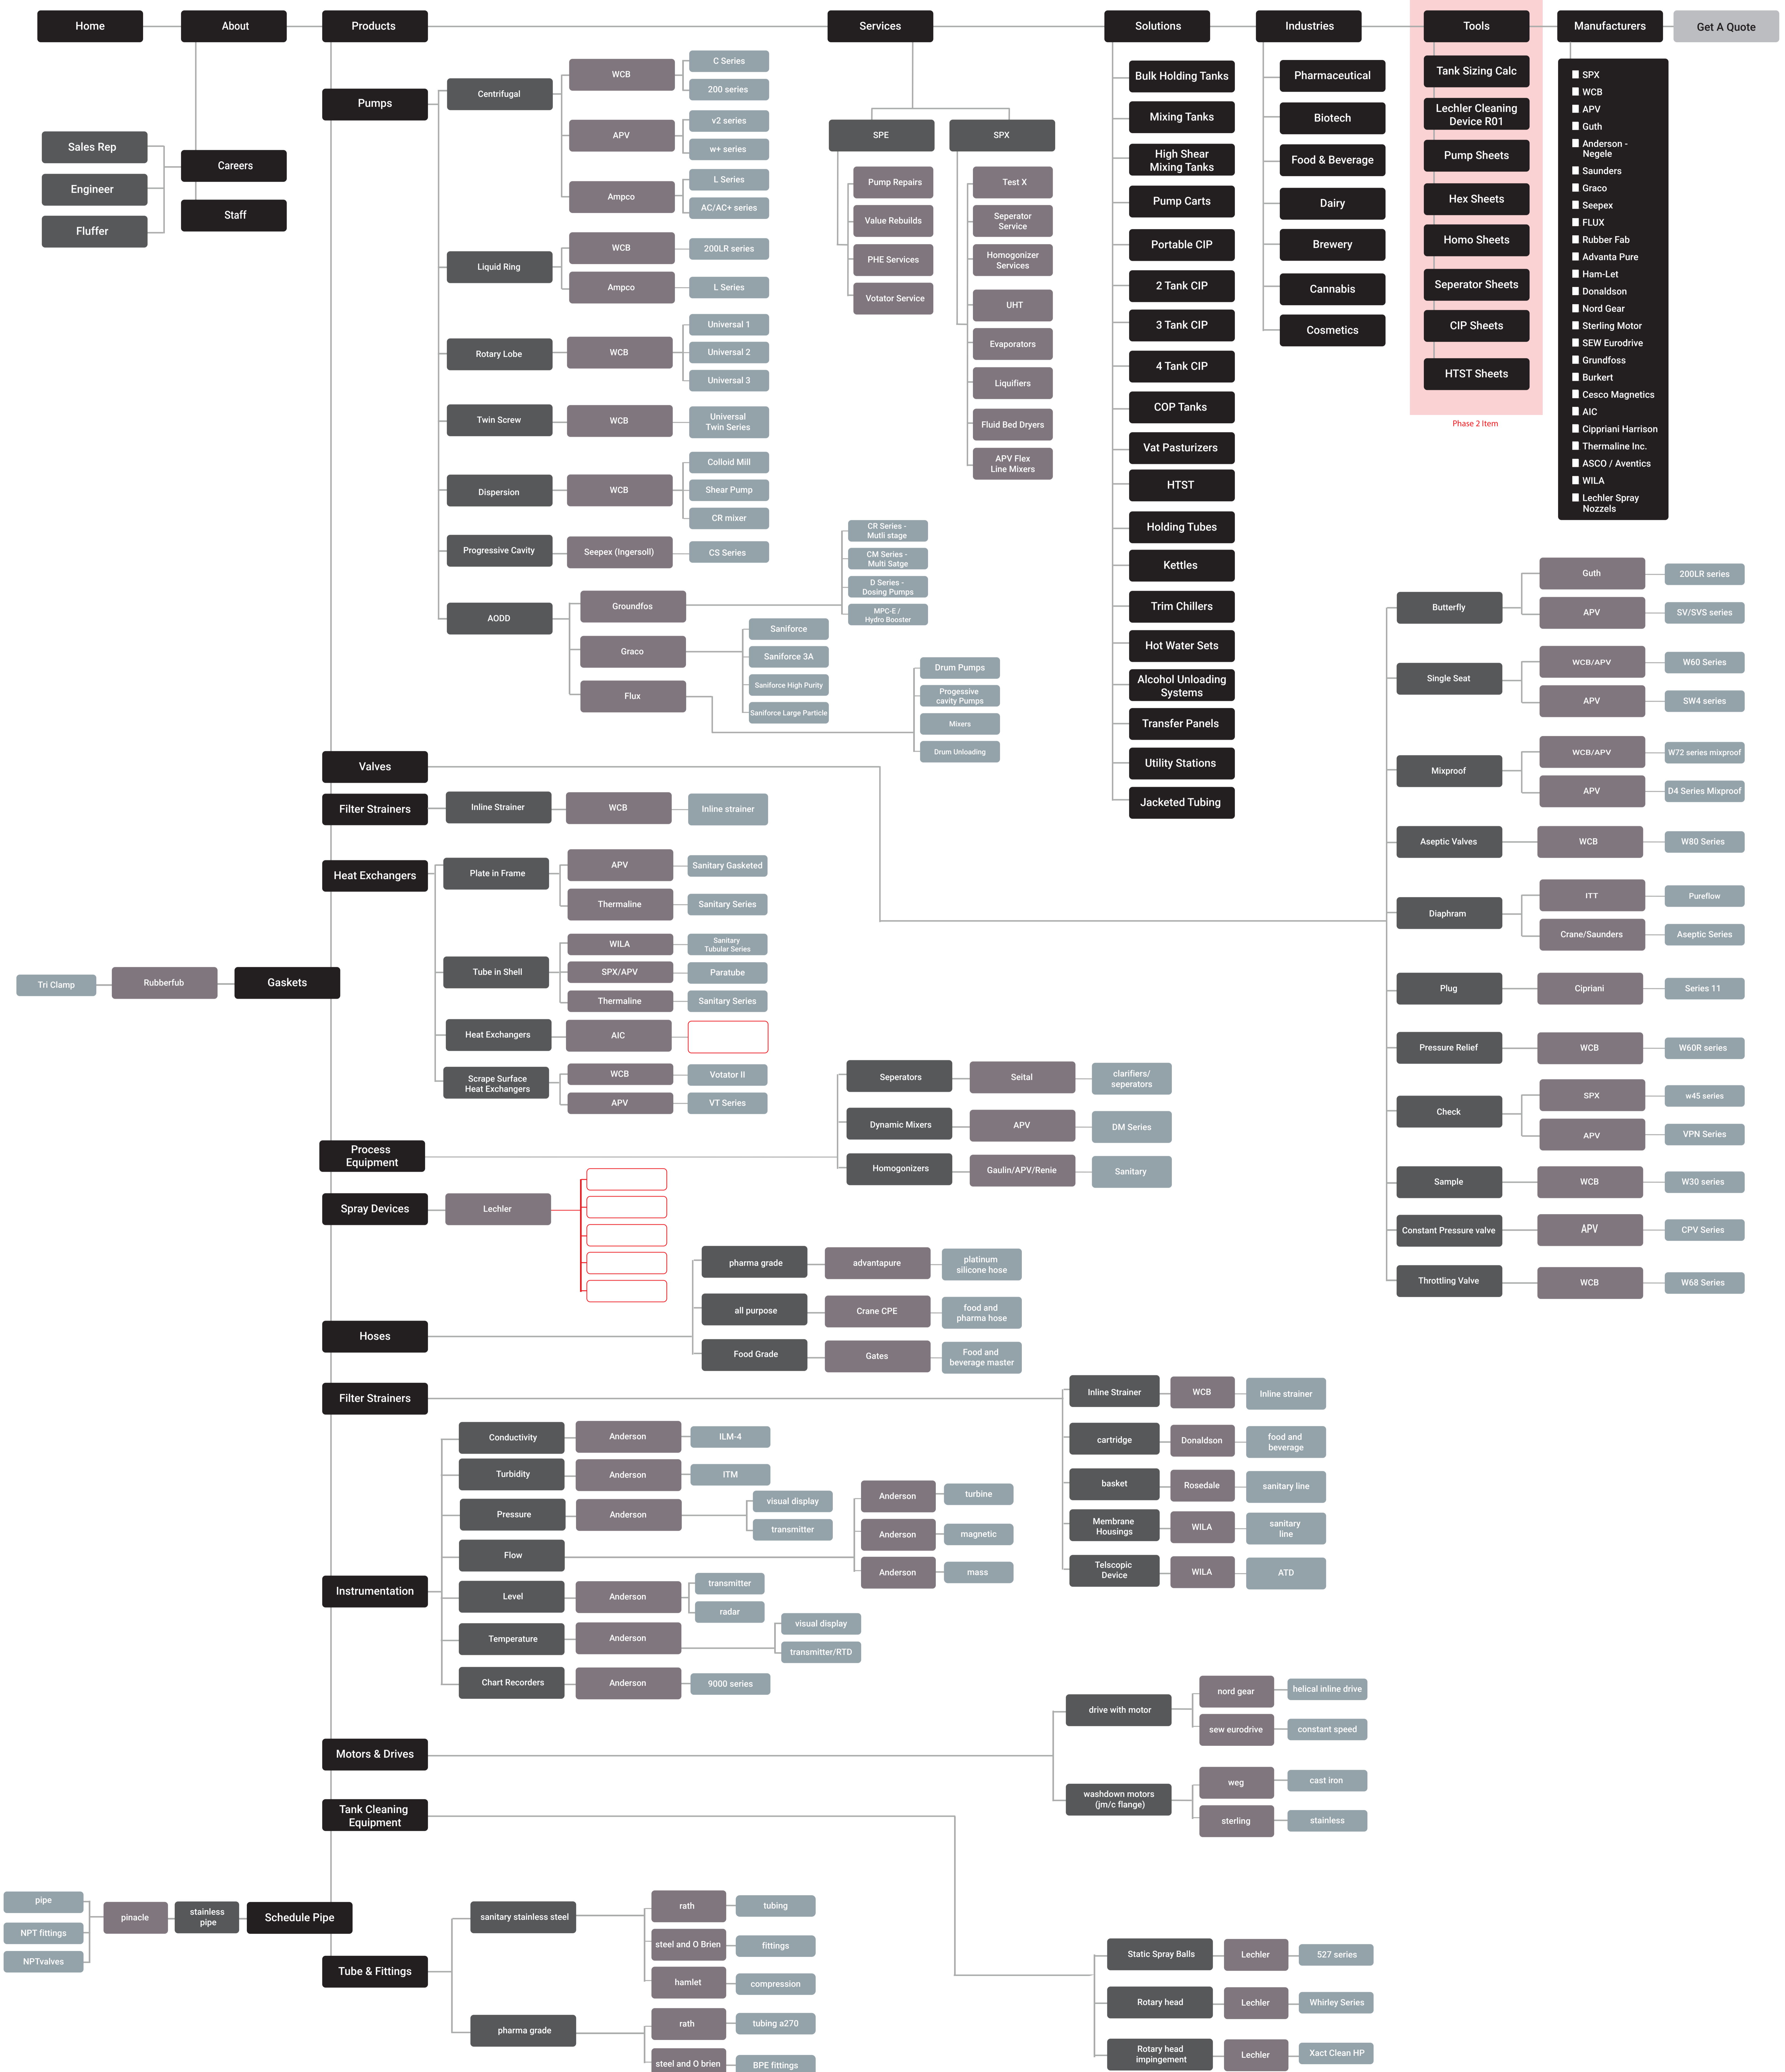 Home
About
Products
Services
Solutions
Industries
Tools
Manufacturers
Get A Quote
Sales Rep
Engineer
Fluffer
Careers
Staff
Pumps
Centrifugal
WCB
C Series
200 series
APV
v2 series
w+ series
Ampco
L Series
AC/AC+ series
Liquid Ring
WCB
200LR series
Ampco
L Series
Rotary Lobe
WCB
Universal 1
Universal 2
Universal 3
Twin Screw
WCB
Universal
Twin Series
Dispersion
WCB
Colloid Mill
Shear Pump
CR mixer
Progressive Cavity
Seepex (Ingersoll)
CS Series
AODD
Groundfos
CR Series -
Mutli stage
CM Series -
Multi Satge
D Series -
Dosing Pumps
MPC-E /
Hydro Booster
Graco
Saniforce
Saniforce 3A
Saniforce High Purity
Saniforce Large Particle
Flux
Drum Pumps
Progessive
cavity Pumps
Mixers
Drum Unloading
SPE
Pump Repairs
Value Rebuilds
PHE Services
Votator Service
SPX
Test X
Seperator
Service
Homogonizer
Services
UHT
Evaporators
Liquifiers
Fluid Bed Dryers
APV Flex
Line Mixers
Bulk Holding Tanks
Mixing Tanks
High Shear
Mixing Tanks
Pump Carts
Portable CIP
2 Tank CIP
3 Tank CIP
4 Tank CIP
COP Tanks
Vat Pasturizers
HTST
Holding Tubes
Kettles
Trim Chillers
Hot Water Sets
Alcohol Unloading
Systems
Transfer Panels
Utility Stations
Jacketed Tubing
Pharmaceutical
Biotech
Food & Beverage
Dairy
Brewery
Cannabis
Cosmetics
Tank Sizing Calc
Lechler Cleaning
Device R01
Pump Sheets
Hex Sheets
Homo Sheets
Seperator Sheets
CIP Sheets
HTST Sheets
Phase 2 Item
SPX
WCB
APV
Guth
Anderson -
Negele
Saunders
Graco
Seepex
FLUX
Rubber Fab
Advanta Pure
Ham-Let
Donaldson
Nord Gear
Sterling Motor
SEW Eurodrive
Grundfoss
Burkert
Cesco Magnetics
AIC
Cippriani Harrison
Thermaline Inc.
ASCO / Aventics
WILA
Lechler Spray
Nozzels
Valves
Butterfly
Guth
200LR series
APV
SV/SVS series
Single Seat
WCB/APV
W60 Series
APV
SW4 series
Mixproof
WCB/APV
W72 series mixproof
APV
D4 Series Mixproof
Aseptic Valves
WCB
W80 Series
Diaphram
ITT
Pureflow
Crane/Saunders
Aseptic Series
Plug
Cipriani
Series 11
Pressure Relief
WCB
W60R series
Check
SPX
w45 series
APV
VPN Series
Sample
WCB
W30 series
Constant Pressure valve
APV
CPV Series
Throttling Valve
WCB
W68 Series
Filter Strainers
Inline Strainer
WCB
Inline strainer
Heat Exchangers
Plate in Frame
APV
Sanitary Gasketed
Thermaline
Sanitary Series
Tube in Shell
WILA
Sanitary
Tubular Series
SPX/APV
Paratube
Thermaline
Sanitary Series
Heat Exchangers
AIC
Scrape Surface
Heat Exchangers
WCB
Votator II
APV
VT Series
Tri Clamp
Rubberfub
Gaskets
Process
Equipment
Seperators
Seital
clarifiers/
seperators
Dynamic Mixers
APV
DM Series
Homogonizers
Gaulin/APV/Renie
Sanitary
Spray Devices
Lechler
Hoses
pharma grade
advantapure
platinum
silicone hose
all purpose
Crane CPE
food and
pharma hose
Food Grade
Gates
Food and
beverage master
Filter Strainers
Inline Strainer
WCB
Inline strainer
cartridge
Donaldson
food and
beverage
basket
Rosedale
sanitary line
Membrane
Housings
WILA
sanitary
line
Telscopic
Device
WILA
ATD
Instrumentation
Conductivity
Anderson
ILM-4
Turbidity
Anderson
ITM
Pressure
Anderson
visual display
transmitter
Flow
Anderson
turbine
Anderson
magnetic
Anderson
mass
Level
Anderson
transmitter
radar
Temperature
Anderson
visual display
transmitter/RTD
Chart Recorders
Anderson
9000 series
Motors & Drives
drive with motor
nord gear
helical inline drive
sew eurodrive
constant speed
washdown motors
(jm/c flange)
weg
cast iron
sterling
stainless
Tank Cleaning
Equipment
Static Spray Balls
Lechler
527 series
Rotary head
Lechler
Whirley Series
Rotary head
impingement
Lechler
Xact Clean HP
pipe
NPT fittings
NPTvalves
pinacle
stainless
pipe
Schedule Pipe
Tube & Fittings
sanitary stainless steel
rath
tubing
steel and O Brien
fittings
hamlet
compression
pharma grade
rath
tubing a270
steel and O brien
BPE fittings